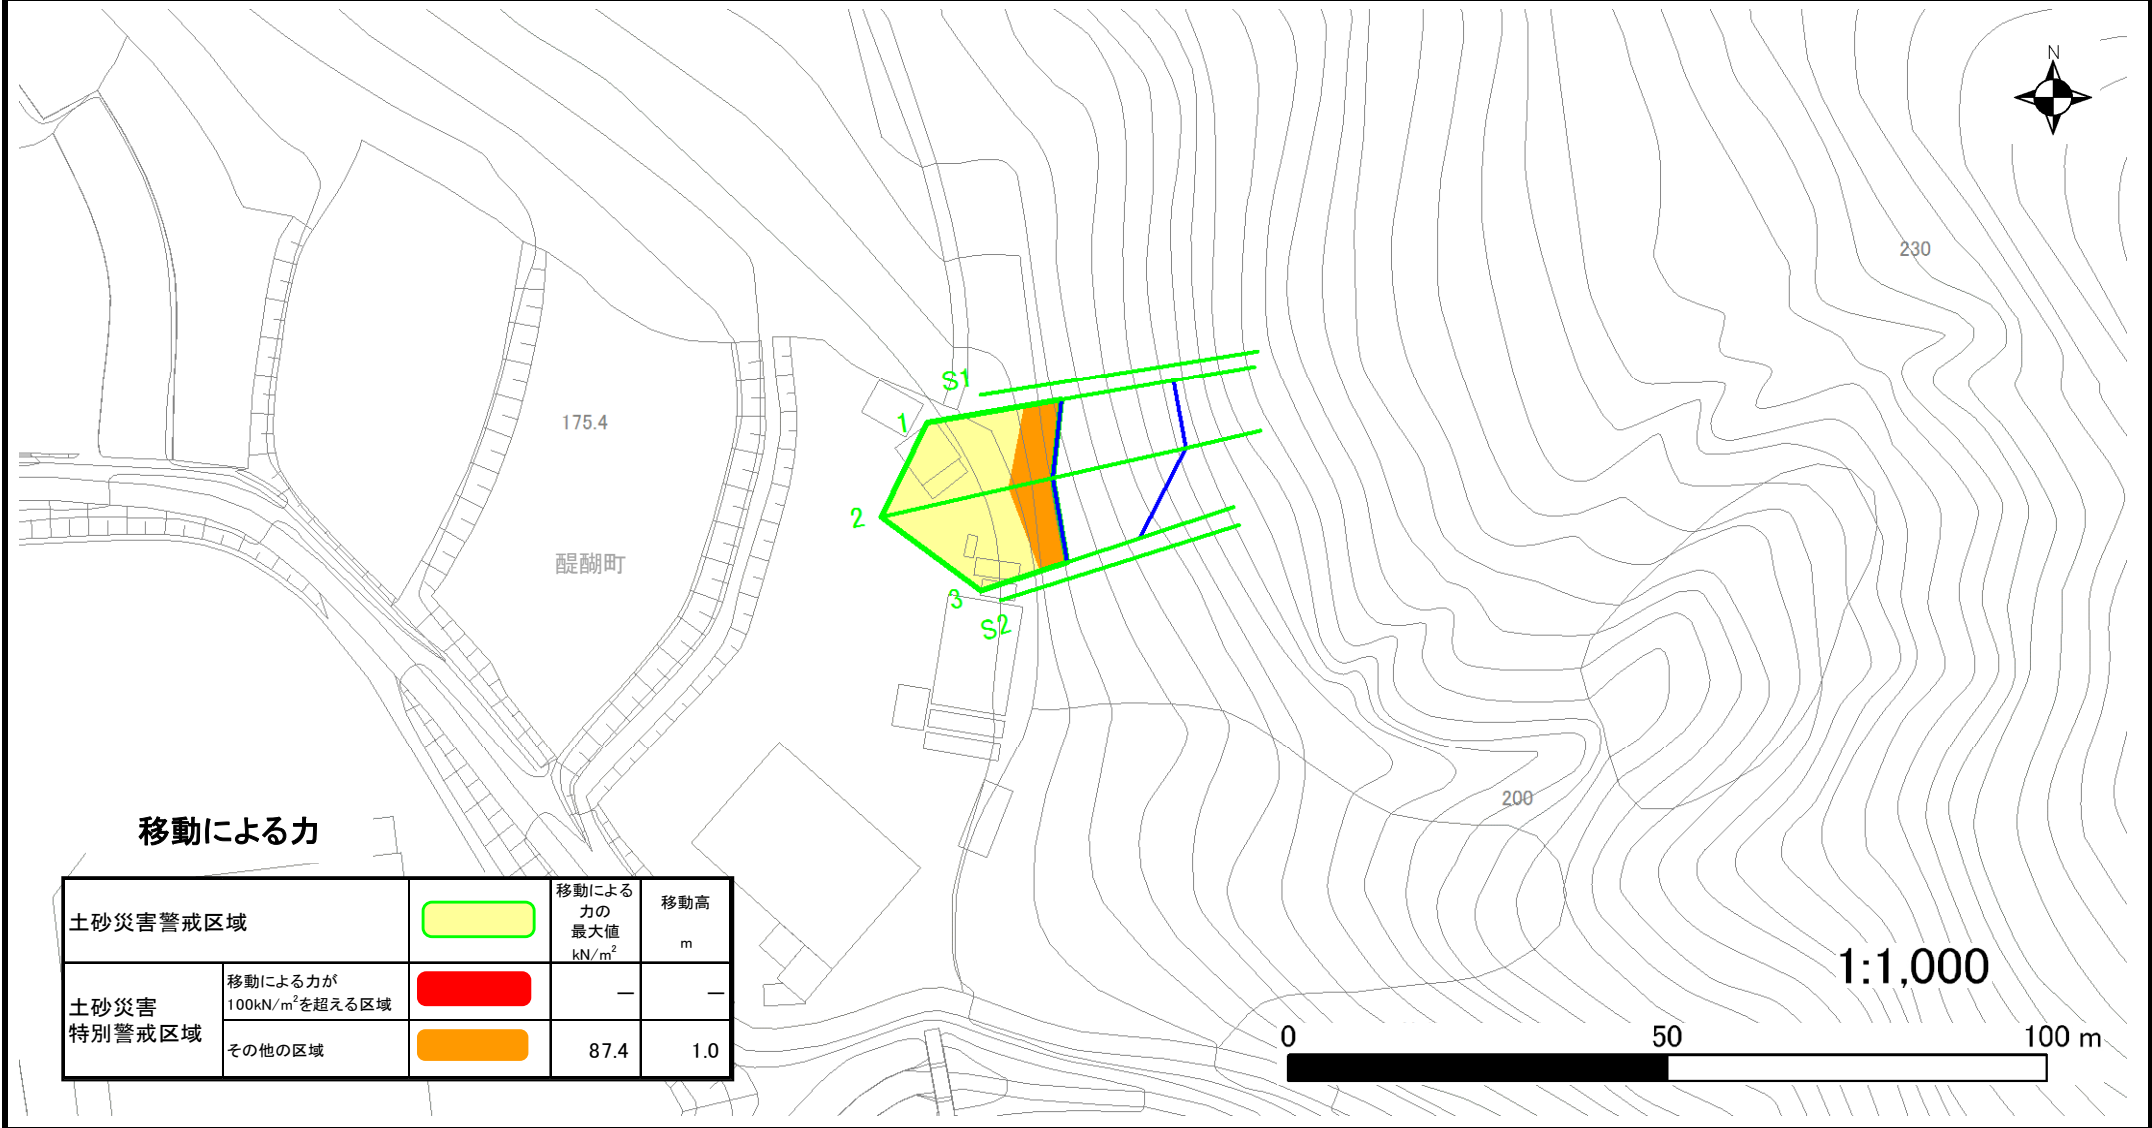 N
230
S1
1
175.4
2
醍醐町
3
S2
200
移動による力
土砂災害警戒区域
移動による
力の
最大値
kN/m²
移動高
m
土砂災害
特別警戒区域
移動による力が
100kN/m²を超える区域
—
—
その他の区域
87.4
1.0
1:1,000
0
50
100 m